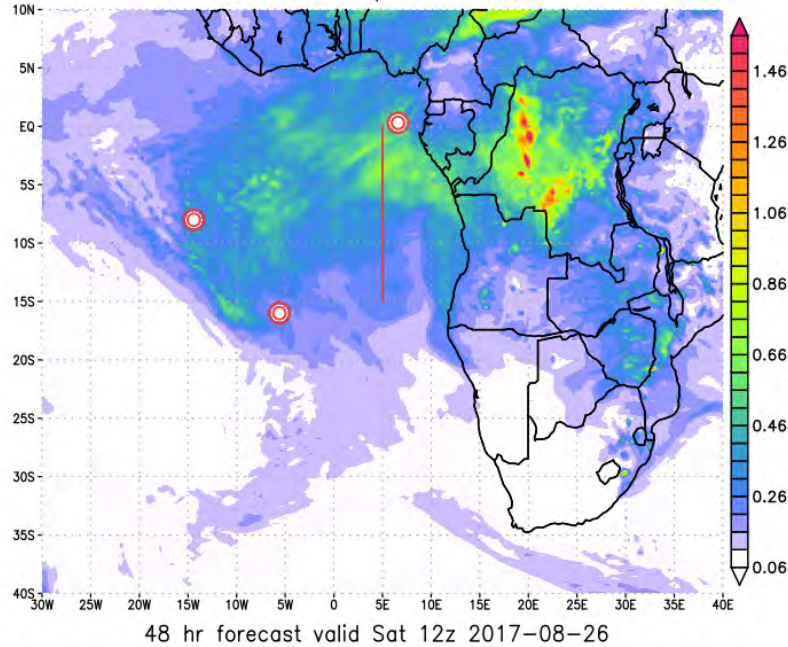 10N
5N
EQ
5S
10S
15S
20S
25S
30S
35S
40S
30W 25W 20W 15W 10W 5W 0 5E 10E 15E 20E 25E 30E 35E 40E
1.46
1.26
1.06
0.86
0.66
0.46
0.26
0.06
48 hr forecast valid Sat 12z 2017-08-26